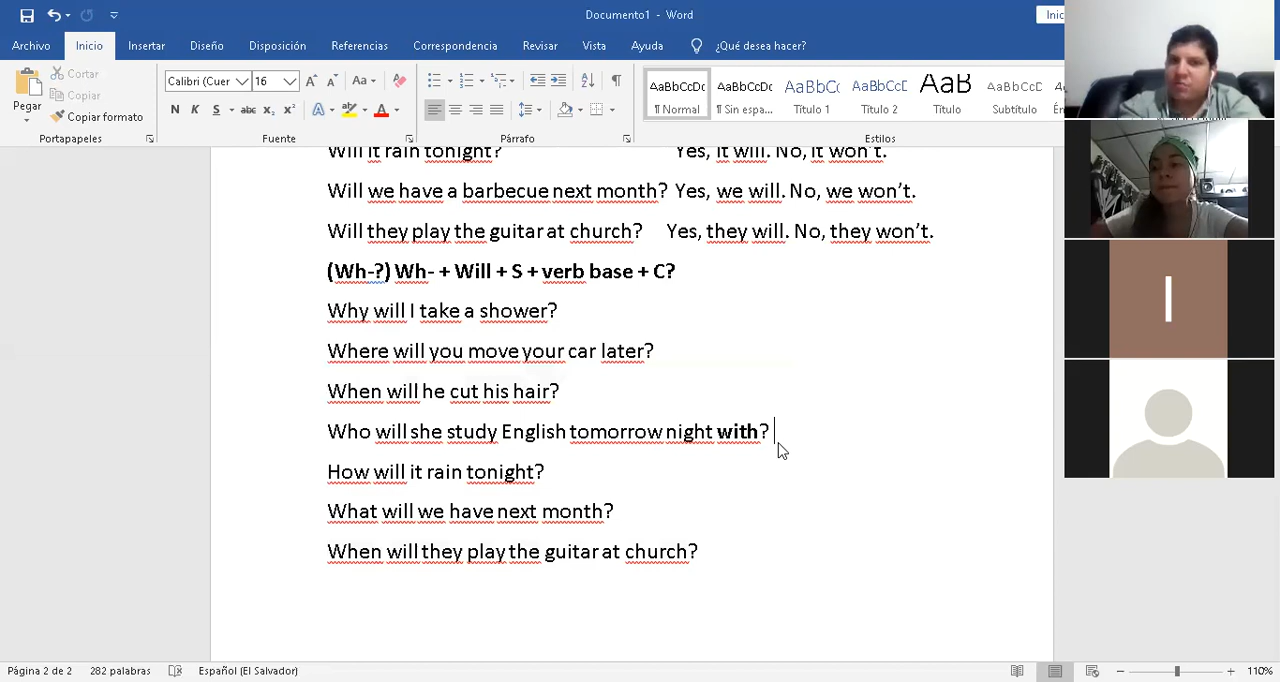 Documento1 - Word
Inic
Archivo Inicio Insertar Diseño Disposición Referencias Correspondencia Revisar Vista Ayuda ¿Qué desea hacer?
Pegar
Cortar
Copiar
Copiar formato
Portapapeles
Calibri (Cuer 16
N K S abc x₂ x²
Fuente
Párrafo
AaBbCcDc AaBbCcDc AaBbC AaBbCcD AaB AaBbCcD
¶ Normal ¶ Sin espa... Título 1 Título 2 Título Subtítulo
Estilos
Will it rain tonight? Yes, it will. No, it won't.
Will we have a barbecue next month? Yes, we will. No, we won't.
Will they play the guitar at church? Yes, they will. No, they won't.
(Wh-?) Wh- + Will + S + verb base + C?
Why will I take a shower?
Where will you move your car later?
When will he cut his hair?
Who will she study English tomorrow night with?
How will it rain tonight?
What will we have next month?
When will they play the guitar at church?
I
Página 2 de 2 282 palabras Español (El Salvador) 110%